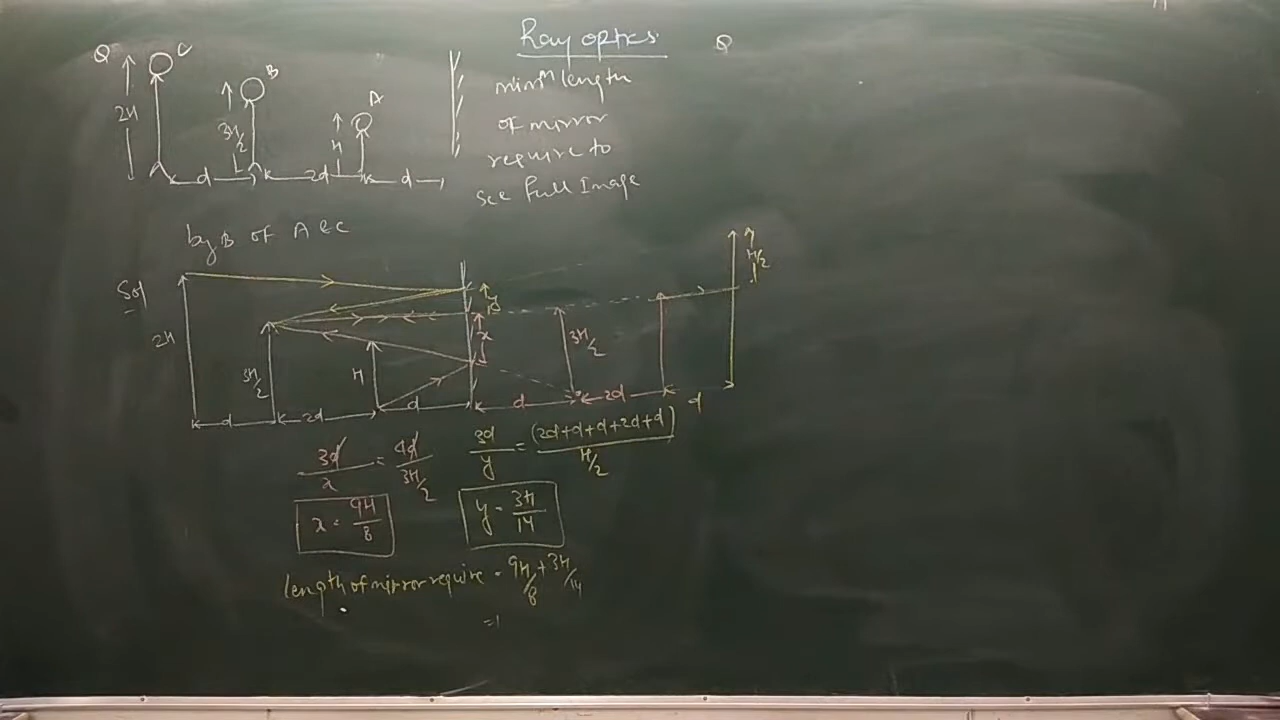 Ray optics
Q
Q
C
B
A
2H
3H/2
H
d
2d
d
minm length
of mirror
require to
see full Image
by B of A & C
Sol
2H
3H/2
H
d
2d
d
y
x
3H/2
H/2
d
2d
d
3d/x = 4d/3H/2
3d/y = (2d+d+d+2d+d)/H/2
x = 9H/8
y = 3H/14
length of mirror require = 9H/8 + 3H/14
=